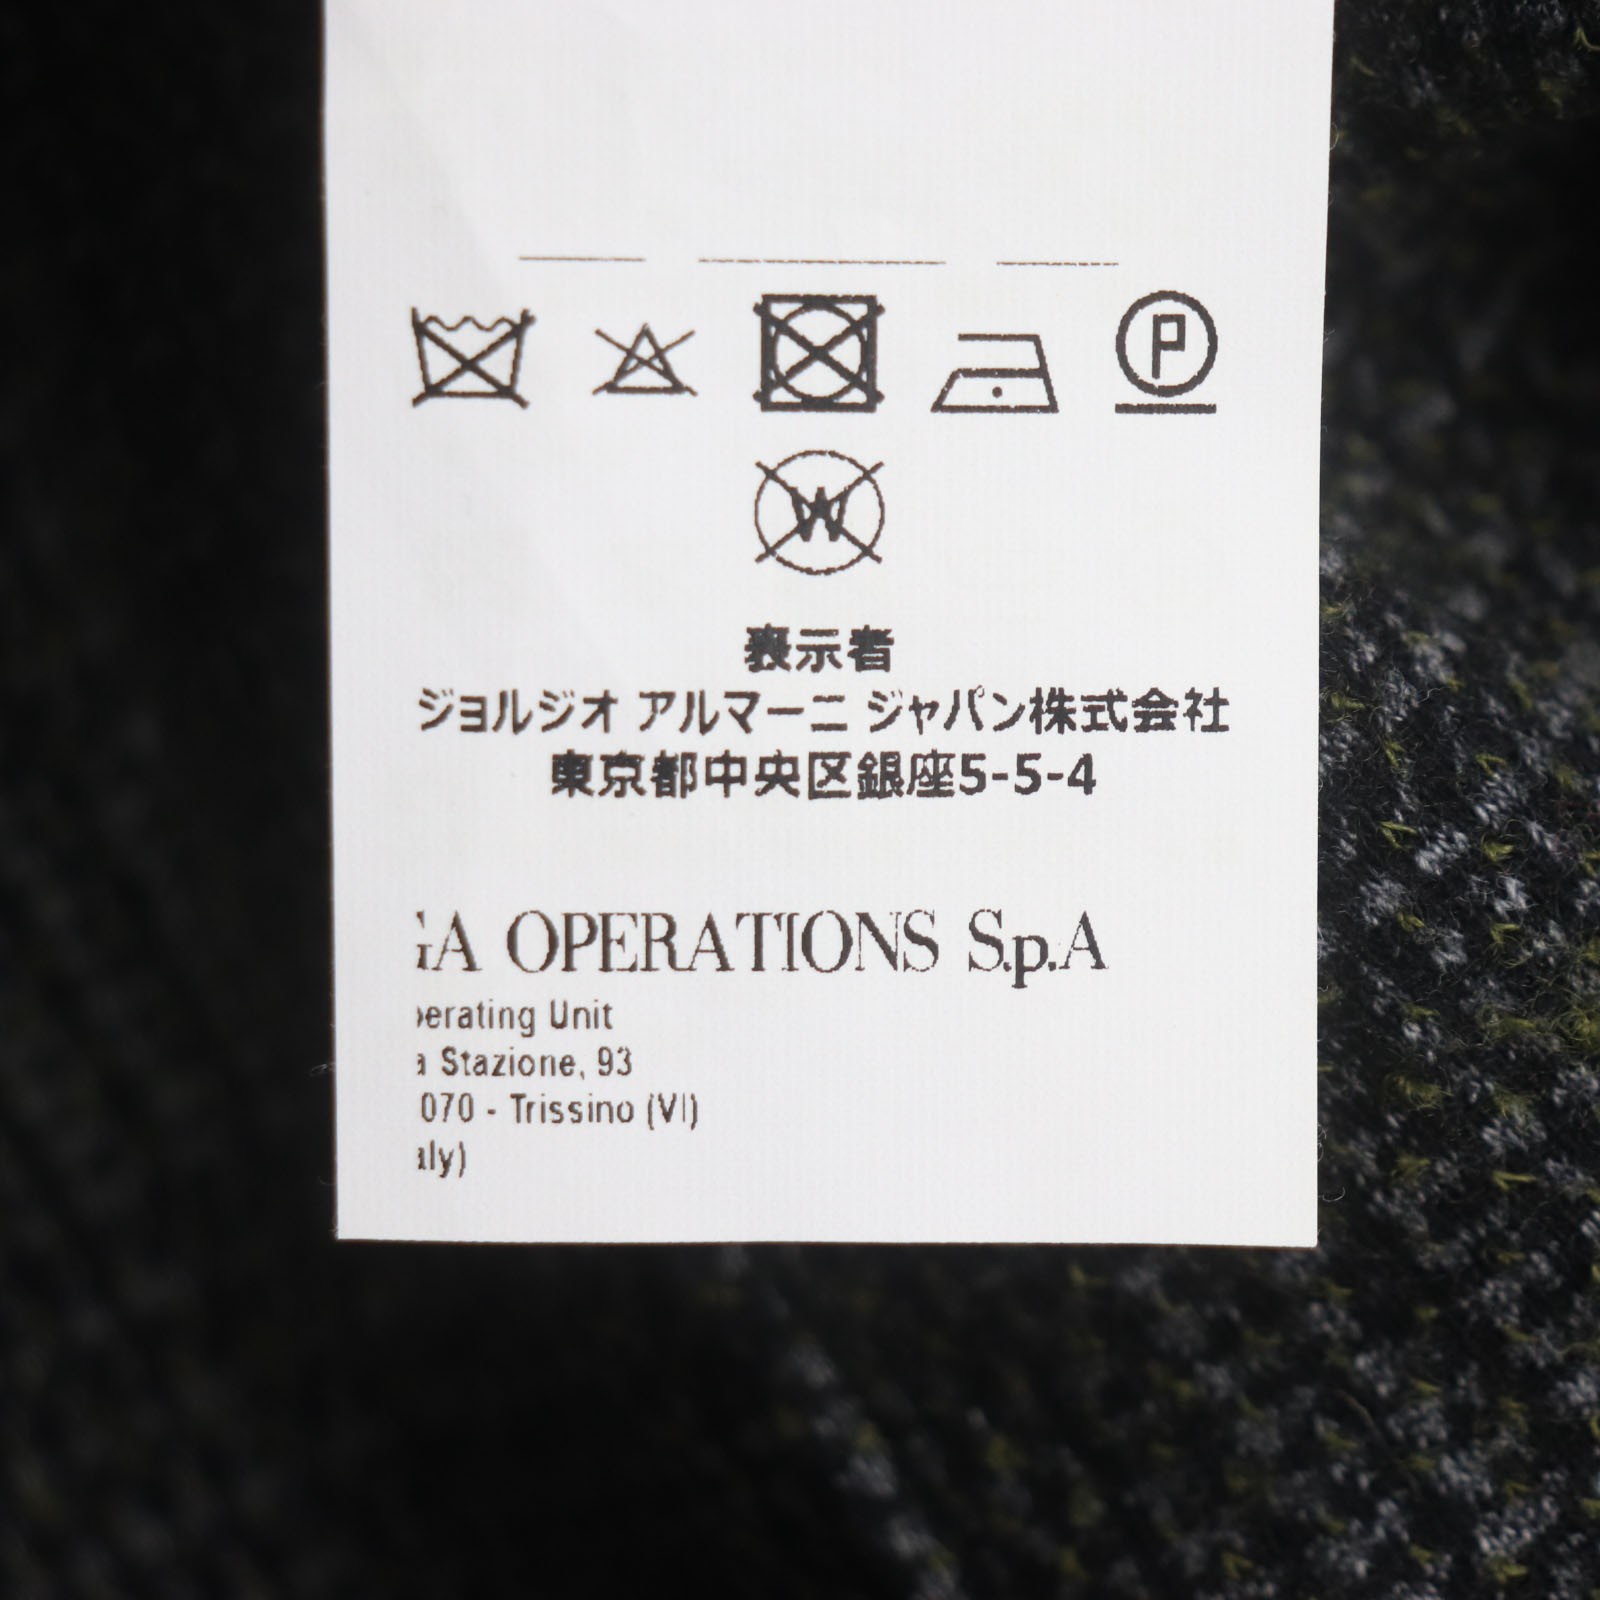 P
W
表示者
ジョルジオ アルマーニ ジャパン株式会社
東京都中央区銀座5-5-4
GA OPERATIONS S.p.A
perating Unit
a Stazione, 93
070 - Trissino (VI)
aly)